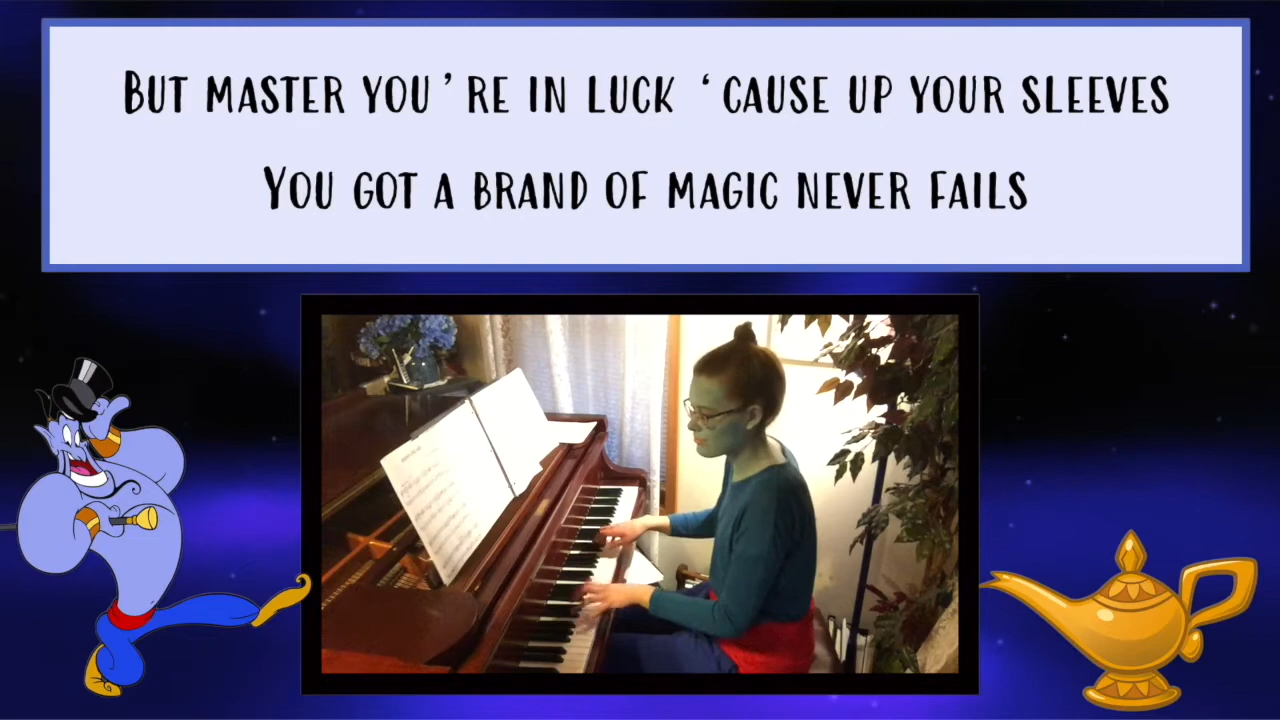 But master you're in luck 'cause up your sleeves
You got a brand of magic never fails